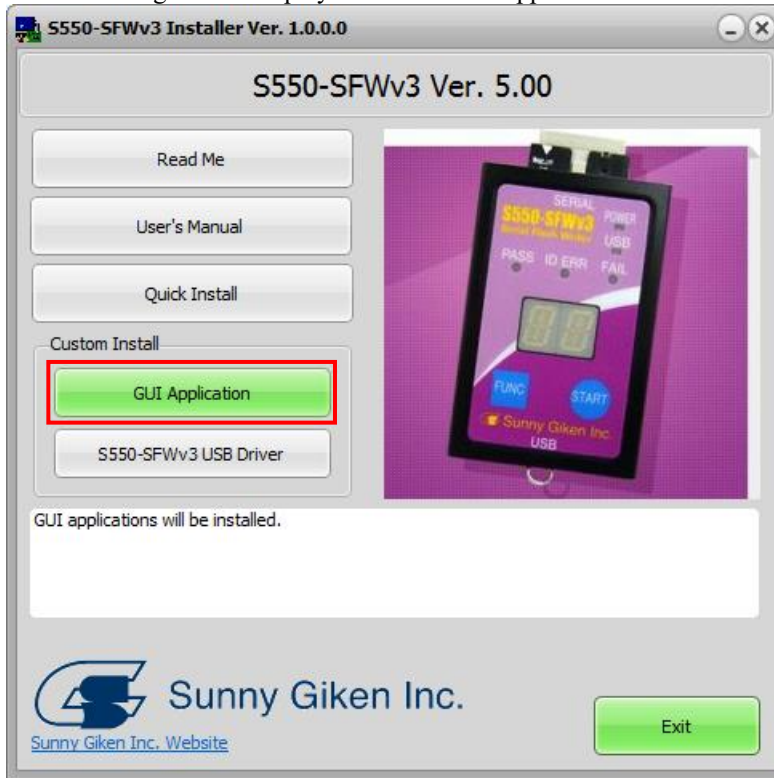 S550-SFWv3 Installer Ver. 1.0.0.0
S550-SFWv3 Ver. 5.00
Read Me
User's Manual
Quick Install
Custom Install
GUI Application
S550-SFWv3 USB Driver
SERIAL
S550-SFWv3
Serial Flash Writer
POWER
USB
PASS ID ERR FAIL
FUNC
START
Sunny Giken Inc.
USB
GUI applications will be installed.
Sunny Giken Inc.
Sunny Giken Inc. Website
Exit